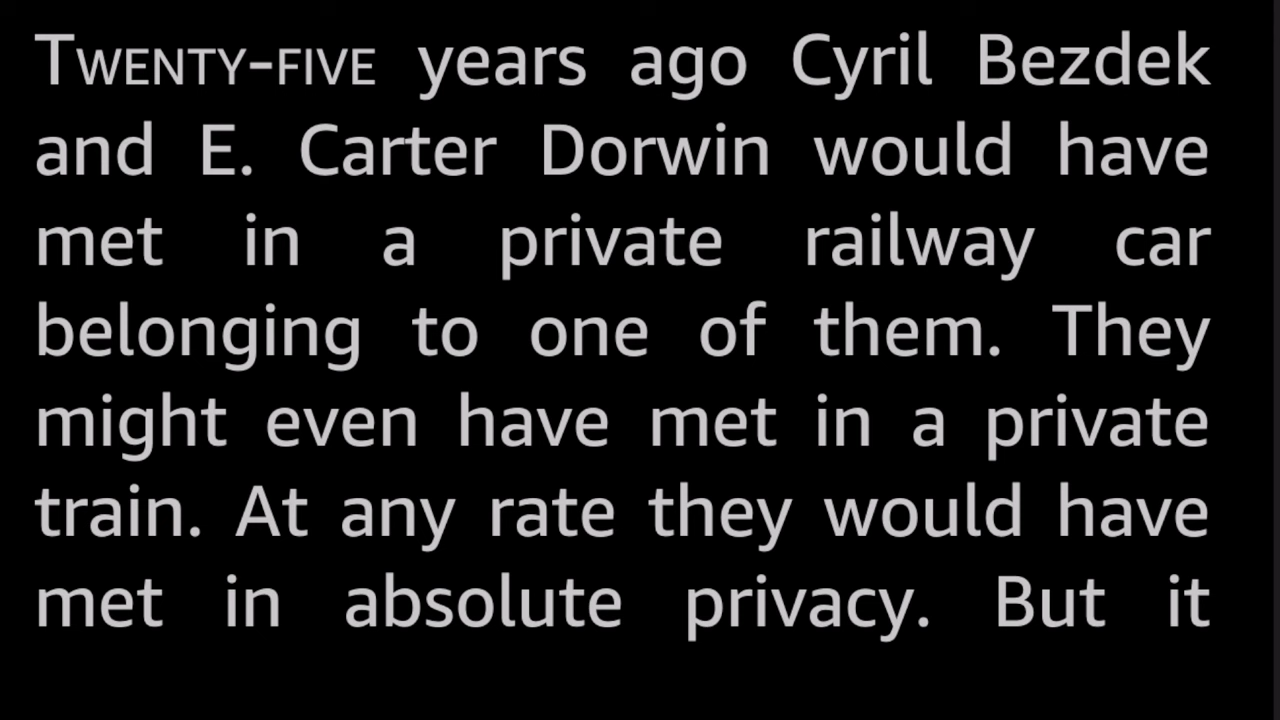 Twenty-five years ago Cyril Bezdek
and E. Carter Dorwin would have
met in a private railway car
belonging to one of them. They
might even have met in a private
train. At any rate they would have
met in absolute privacy. But it